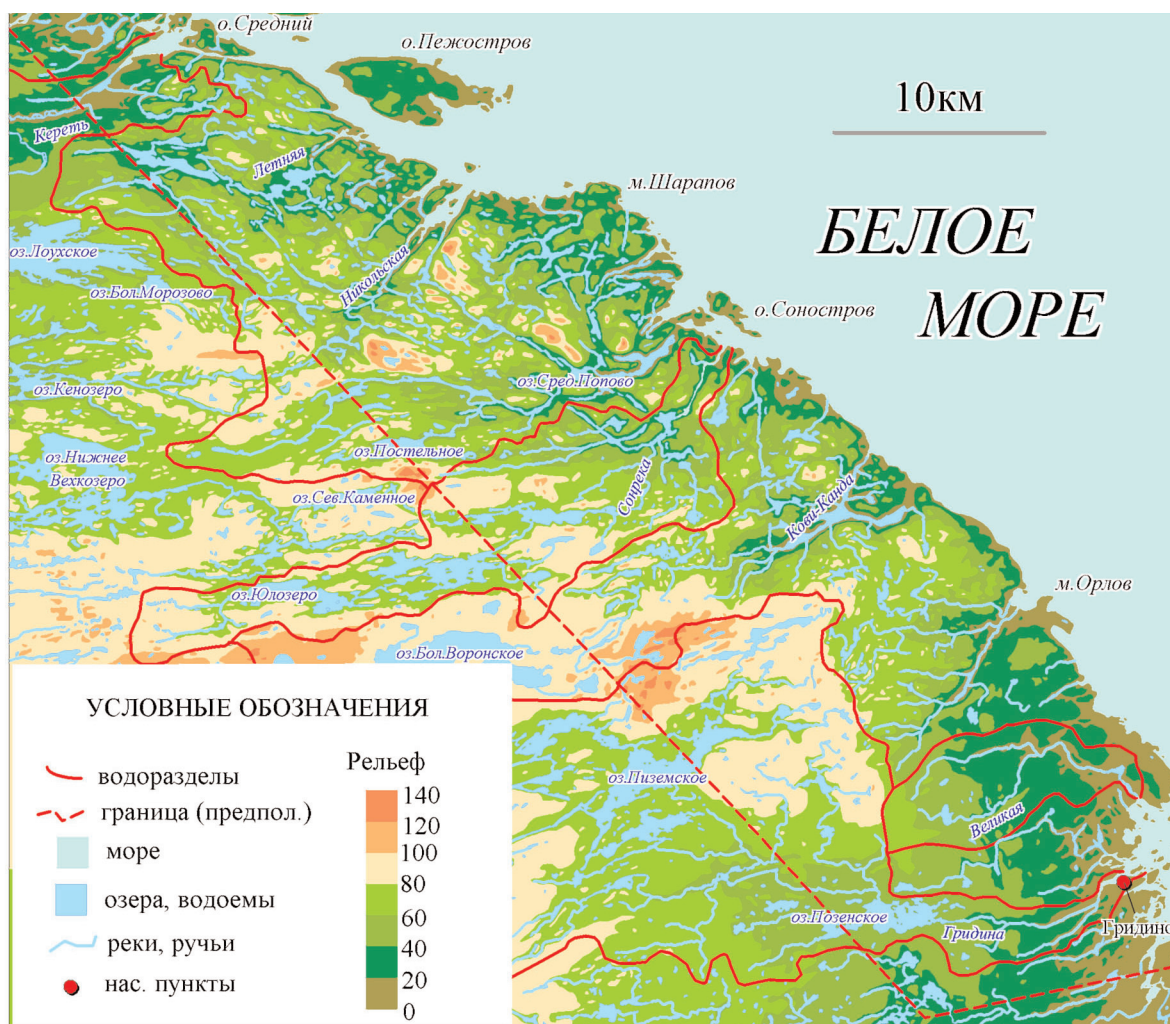 о.Средний
о.Пежостров
10км
Кереть
Летняя
м.Шарапов
БЕЛОЕ
МОРЕ
оз.Лоухское
Никольская
оз.Бол.Морозово
о.Соностров
оз.Кенозеро
оз.Сред.Попово
оз.Нижнее
Вехкозеро
оз.Постельное
оз.Сев.Каменное
Сонрека
Кови-Канда
оз.Юлозеро
м.Орлов
оз.Бол.Воронское
оз.Пиземское
Великая
оз.Позенское
Гридина
Гридино
УСЛОВНЫЕ ОБОЗНАЧЕНИЯ
водоразделы
граница (предпол.)
море
озера, водоемы
реки, ручьи
нас. пункты
Рельеф
140
120
100
80
60
40
20
0